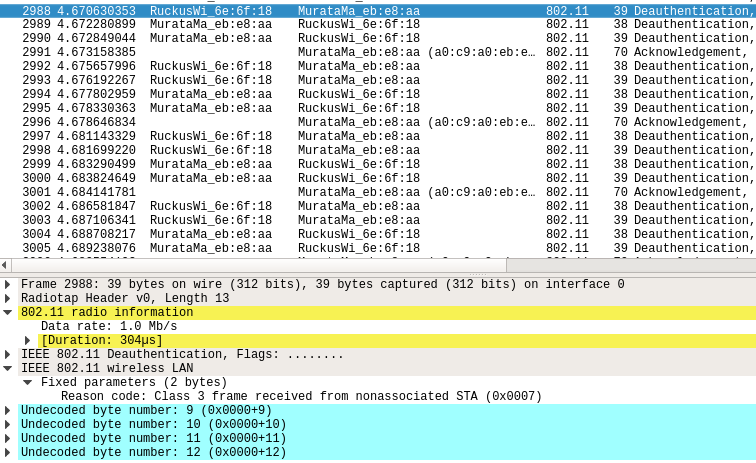 2988 4.670630353 RuckusWi_6e:6f:18 MurataMa_eb:e8:aa 802.11 39 Deauthentication,
2989 4.672280899 MurataMa_eb:e8:aa RuckusWi_6e:6f:18 802.11 38 Deauthentication,
2990 4.672849044 MurataMa_eb:e8:aa RuckusWi_6e:6f:18 802.11 39 Deauthentication,
2991 4.673158385 MurataMa_eb:e8:aa (a0:c9:a0:eb:e… 802.11 70 Acknowledgement,
2992 4.675657996 RuckusWi_6e:6f:18 MurataMa_eb:e8:aa 802.11 38 Deauthentication,
2993 4.676192267 RuckusWi_6e:6f:18 MurataMa_eb:e8:aa 802.11 39 Deauthentication,
2994 4.677802959 MurataMa_eb:e8:aa RuckusWi_6e:6f:18 802.11 38 Deauthentication,
2995 4.678330363 MurataMa_eb:e8:aa RuckusWi_6e:6f:18 802.11 39 Deauthentication,
2996 4.678646834 MurataMa_eb:e8:aa (a0:c9:a0:eb:e… 802.11 70 Acknowledgement,
2997 4.681143329 RuckusWi_6e:6f:18 MurataMa_eb:e8:aa 802.11 38 Deauthentication,
2998 4.681699220 RuckusWi_6e:6f:18 MurataMa_eb:e8:aa 802.11 39 Deauthentication,
2999 4.683290499 MurataMa_eb:e8:aa RuckusWi_6e:6f:18 802.11 38 Deauthentication,
3000 4.683824649 MurataMa_eb:e8:aa RuckusWi_6e:6f:18 802.11 39 Deauthentication,
3001 4.684141781 MurataMa_eb:e8:aa (a0:c9:a0:eb:e… 802.11 70 Acknowledgement,
3002 4.686581847 RuckusWi_6e:6f:18 MurataMa_eb:e8:aa 802.11 38 Deauthentication,
3003 4.687106341 RuckusWi_6e:6f:18 MurataMa_eb:e8:aa 802.11 39 Deauthentication,
3004 4.688708217 MurataMa_eb:e8:aa RuckusWi_6e:6f:18 802.11 38 Deauthentication,
3005 4.689238076 MurataMa_eb:e8:aa RuckusWi_6e:6f:18 802.11 39 Deauthentication,
Frame 2988: 39 bytes on wire (312 bits), 39 bytes captured (312 bits) on interface 0
Radiotap Header v0, Length 13
802.11 radio information
Data rate: 1.0 Mb/s
[Duration: 304µs]
IEEE 802.11 Deauthentication, Flags: ........
IEEE 802.11 wireless LAN
Fixed parameters (2 bytes)
Reason code: Class 3 frame received from nonassociated STA (0x0007)
Undecoded byte number: 9 (0x0000+9)
Undecoded byte number: 10 (0x0000+10)
Undecoded byte number: 11 (0x0000+11)
Undecoded byte number: 12 (0x0000+12)